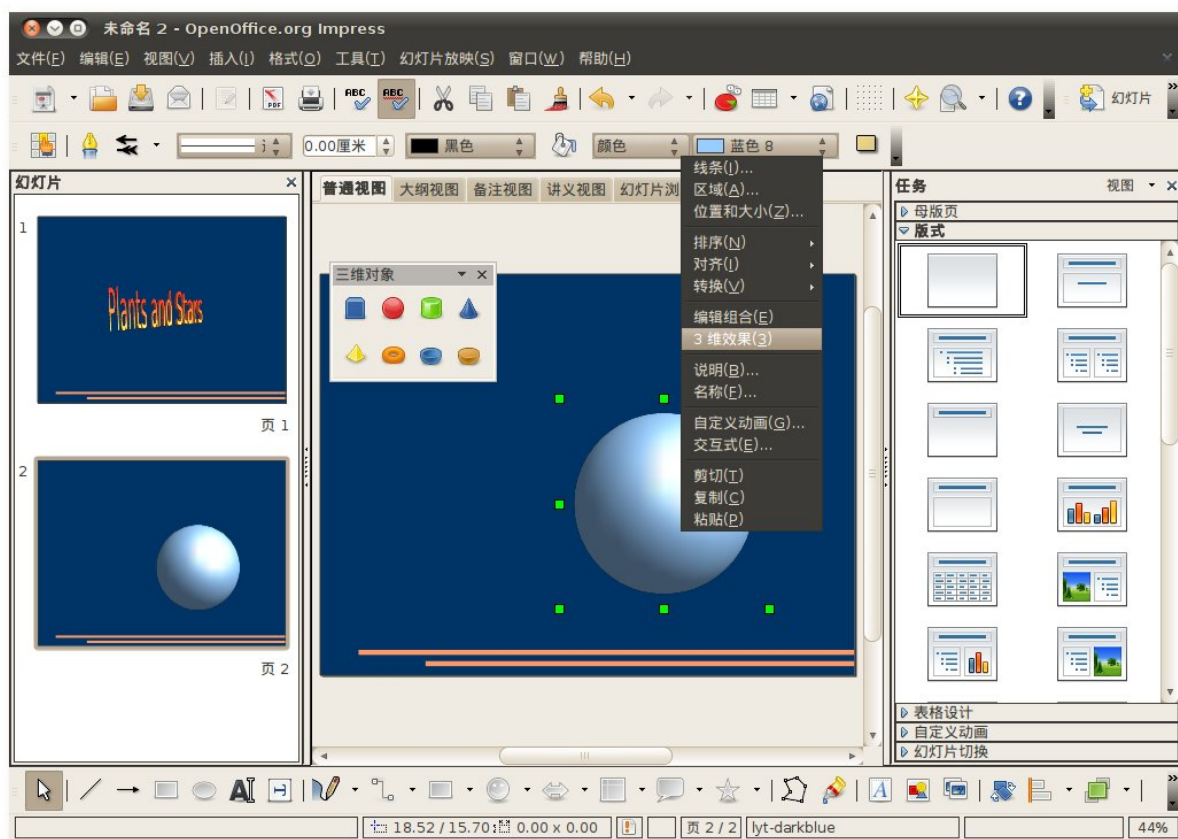 未命名 2 - OpenOffice.org Impress
文件(F) 编辑(E) 视图(V) 插入(I) 格式(O) 工具(T) 幻灯片放映(S) 窗口(W) 帮助(H)
PDF ABC ABC 幻灯片
0.00厘米 黑色 颜色 蓝色 8
幻灯片
1
Plants and Stars
页 1
2
页 2
普通视图 大纲视图 备注视图 讲义视图 幻灯片浏
三维对象
线条(I)...
区域(A)...
位置和大小(Z)...
排序(N)
对齐(I)
转换(V)
编辑组合(E)
3 维效果(3)
说明(B)...
名称(F)...
自定义动画(G)...
交互式(E)...
剪切(T)
复制(C)
粘贴(P)
任务 视图
母版页
版式
表格设计
自定义动画
幻灯片切换
18.52 / 15.70 0.00 x 0.00 页 2 / 2 lyt-darkblue 44%